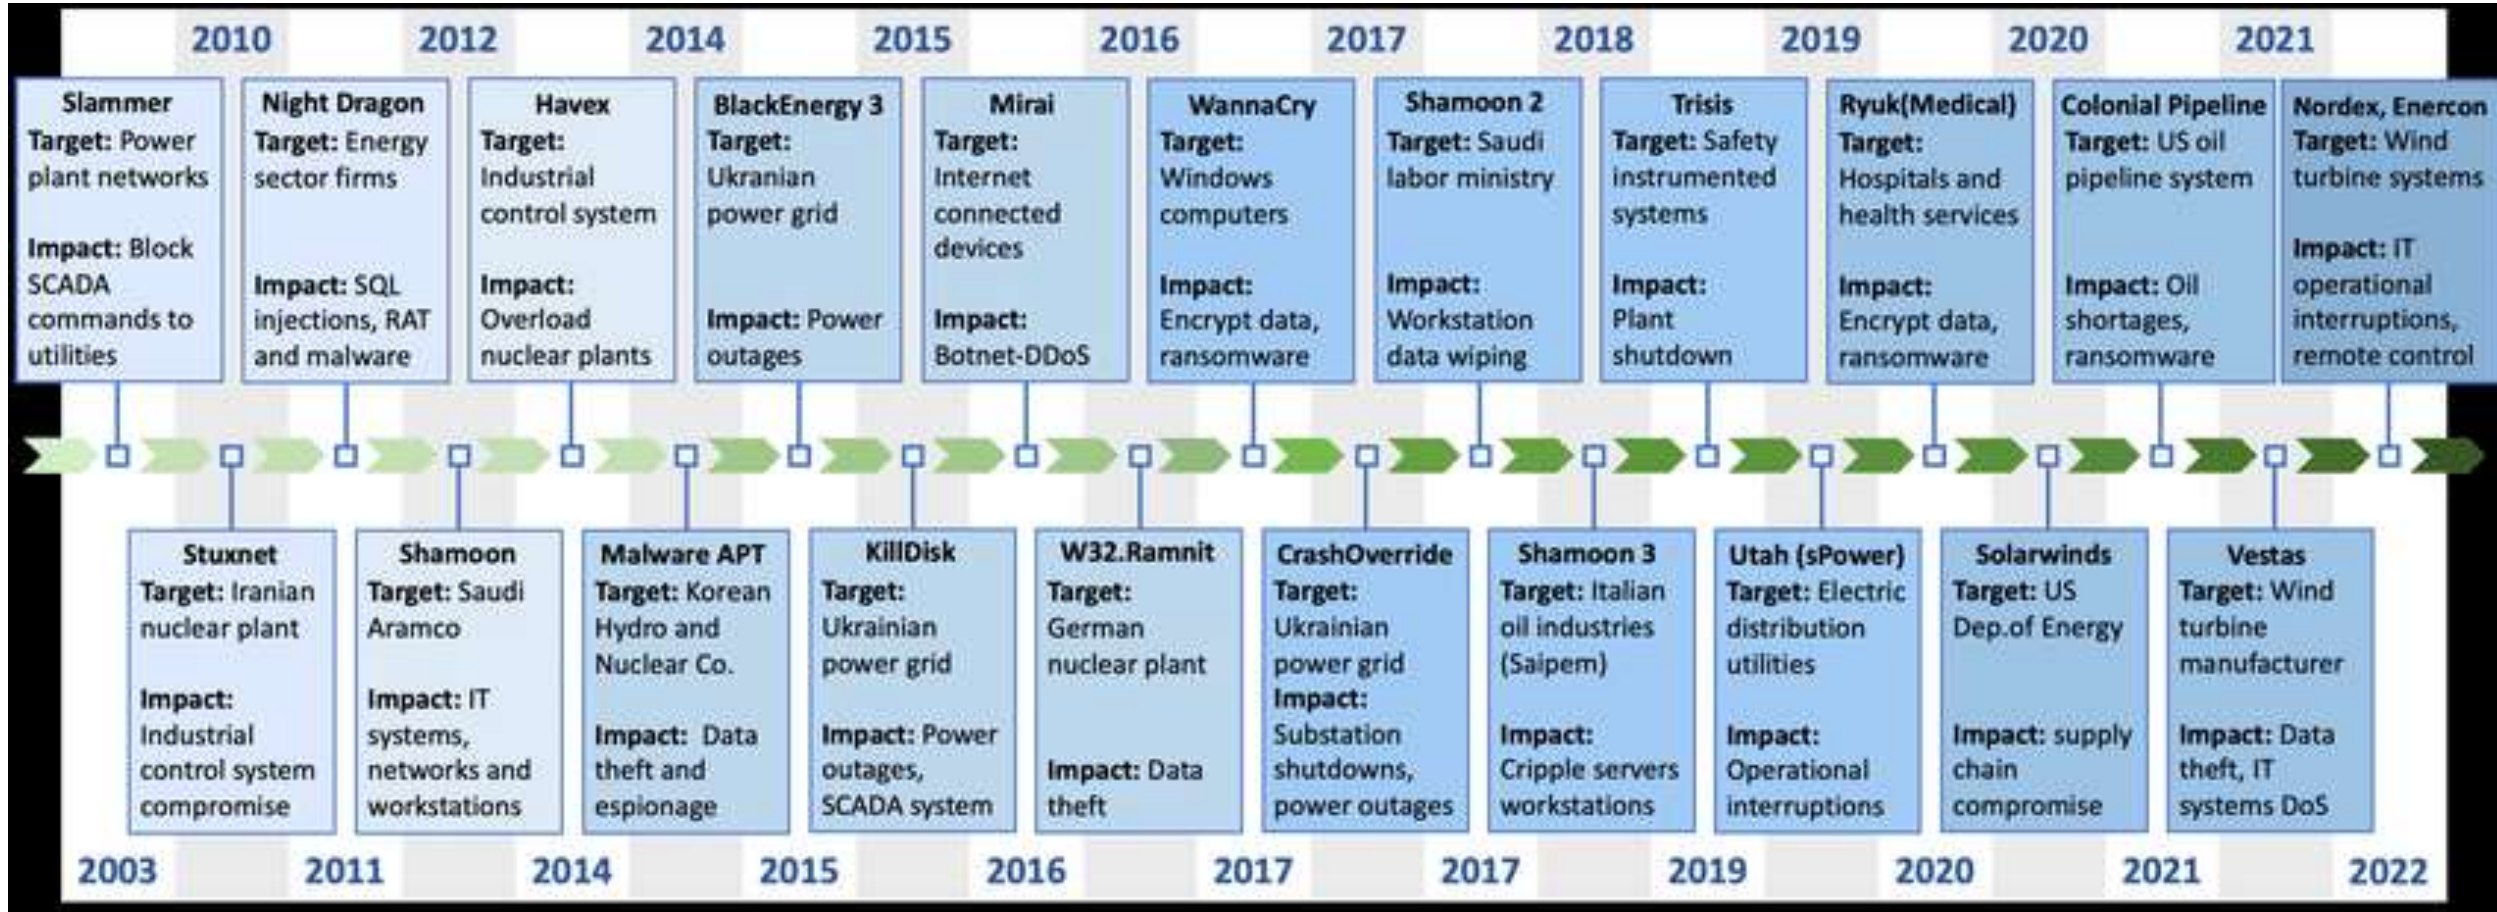 2010 2012 2014 2015 2016 2017 2018 2019 2020 2021
Slammer
Target: Power
plant networks
Impact: Block
SCADA
commands to
utilities
Night Dragon
Target: Energy
sector firms
Impact: SQL
injections, RAT
and malware
Havex
Target:
Industrial
control system
Impact:
Overload
nuclear plants
BlackEnergy 3
Target:
Ukranian
power grid
Impact: Power
outages
Mirai
Target:
Internet
connected
devices
Impact:
Botnet-DDoS
WannaCry
Target:
Windows
computers
Impact:
Encrypt data,
ransomware
Shamoon 2
Target: Saudi
labor ministry
Impact:
Workstation
data wiping
Trisis
Target: Safety
instrumented
systems
Impact:
Plant
shutdown
Ryuk(Medical)
Target:
Hospitals and
health services
Impact:
Encrypt data,
ransomware
Colonial Pipeline
Target: US oil
pipeline system
Impact: Oil
shortages,
ransomware
Nordex, Enercon
Target: Wind
turbine systems
Impact: IT
operational
interruptions,
remote control
Stuxnet
Target: Iranian
nuclear plant
Impact:
Industrial
control system
compromise
Shamoon
Target: Saudi
Aramco
Impact: IT
systems,
networks and
workstations
Malware APT
Target: Korean
Hydro and
Nuclear Co.
Impact: Data
theft and
espionage
KillDisk
Target:
Ukrainian
power grid
Impact: Power
outages,
SCADA system
W32.Ramnit
Target:
German
nuclear plant
Impact: Data
theft
CrashOverride
Target:
Ukrainian
power grid
Impact:
Substation
shutdowns,
power outages
Shamoon 3
Target: Italian
oil industries
(Saipem)
Impact:
Cripple servers
workstations
Utah (sPower)
Target: Electric
distribution
utilities
Impact:
Operational
interruptions
Solarwinds
Target: US
Dep.of Energy
Impact: supply
chain
compromise
Vestas
Target: Wind
turbine
manufacturer
Impact: Data
theft, IT
systems DoS
2003 2011 2014 2015 2016 2017 2017 2019 2020 2021 2022